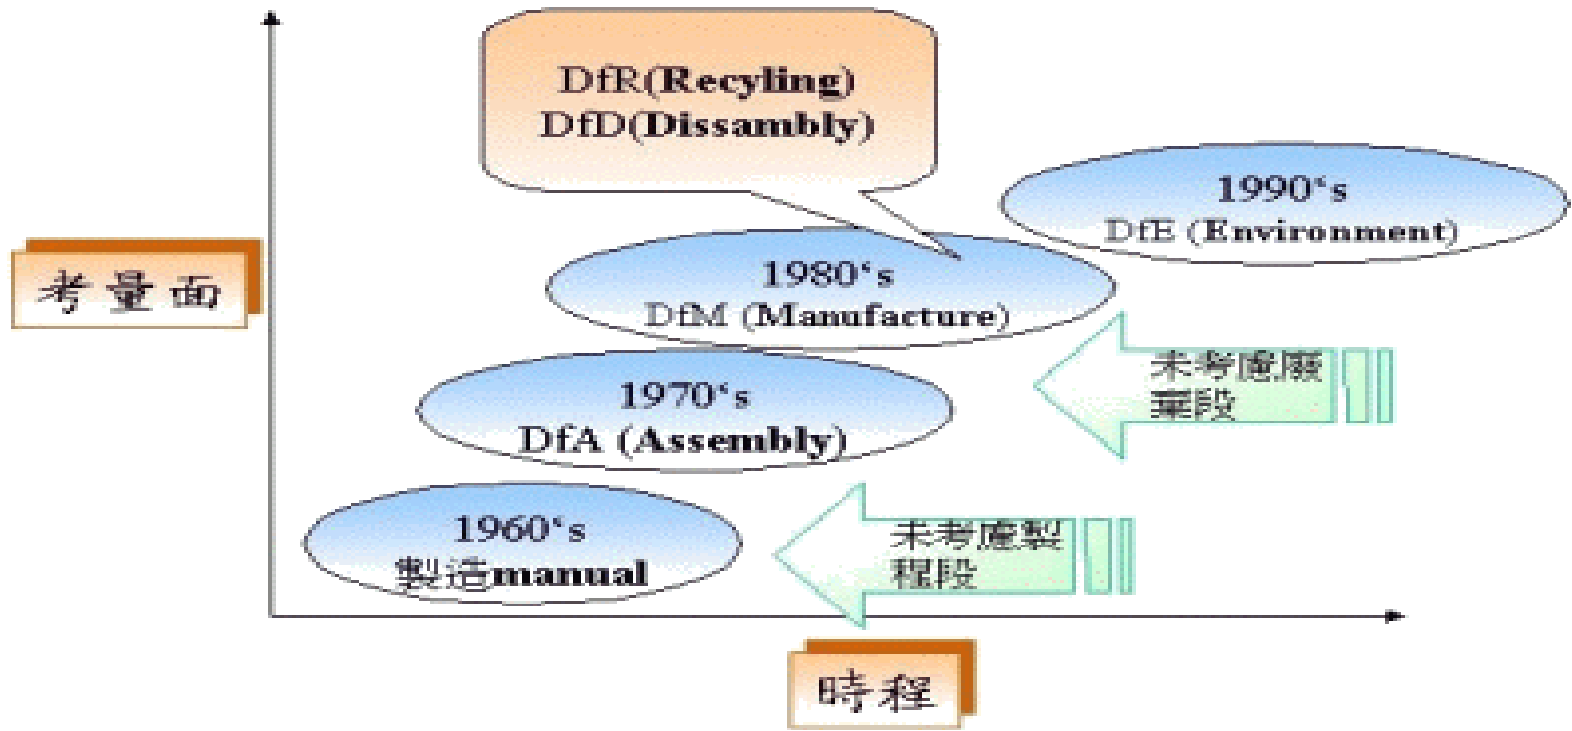 DfR(Recyling)
DfD(Dissambly)
1990‘s
DfE (Environment)
考量面
1980‘s
DfM (Manufacture)
未考慮廢
棄段
1970‘s
DfA (Assembly)
1960‘s
製造manual
未考慮製
程段
時程